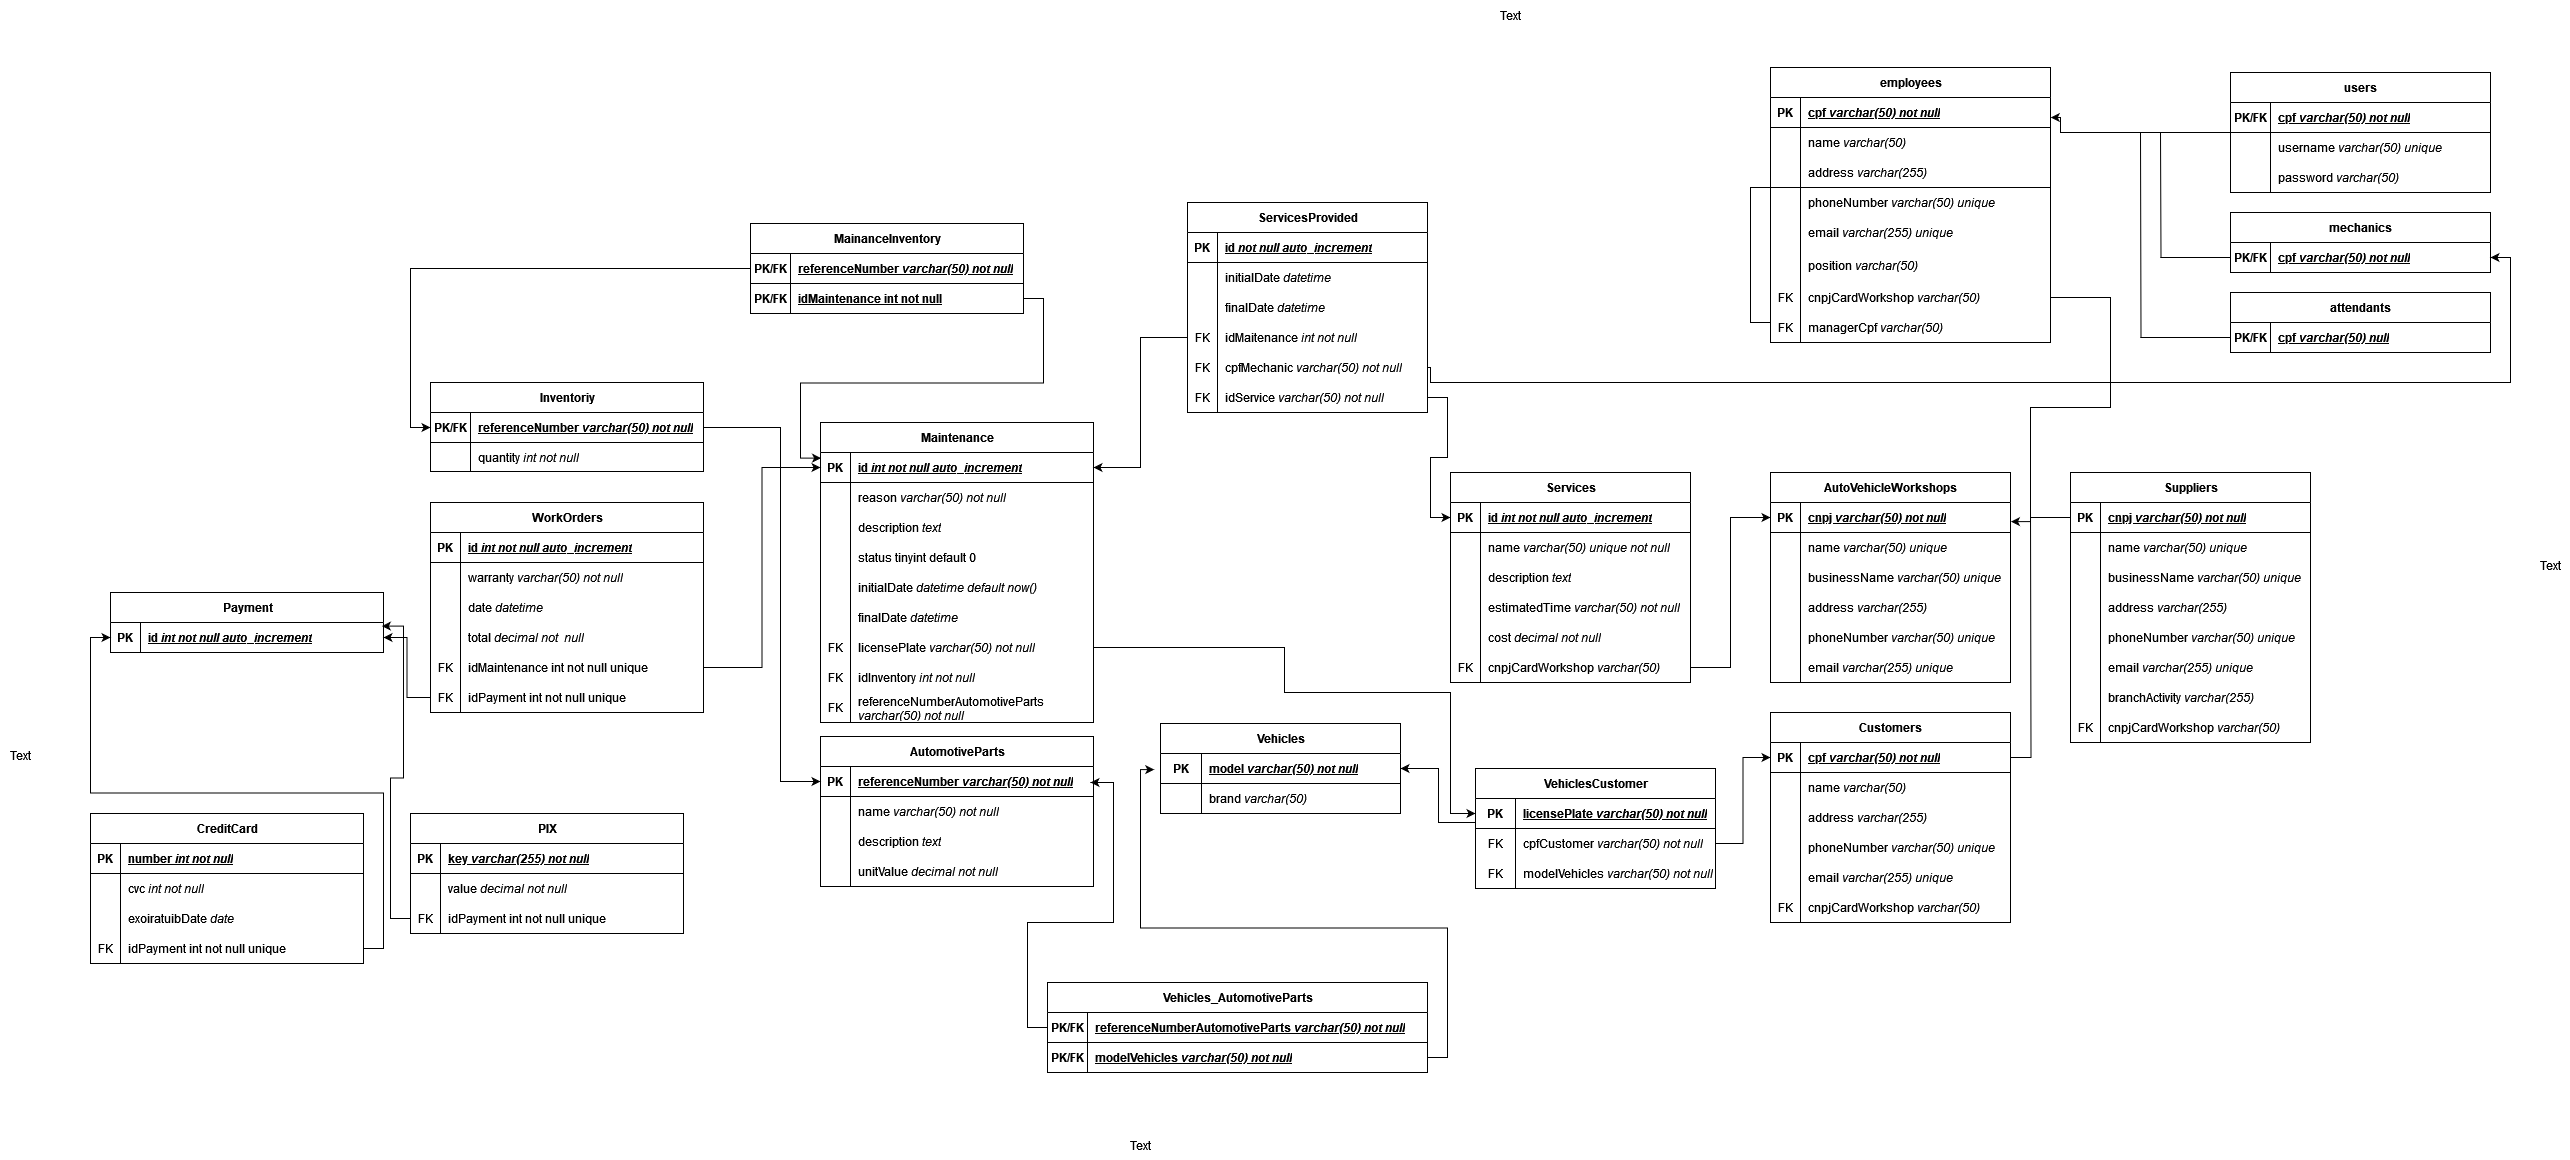 Text
employees
PK cpf varchar(50) not null
name varchar(50)
address varchar(255)
phoneNumber varchar(50) unique
email varchar(255) unique
position varchar(50)
FK cnpjCardWorkshop varchar(50)
FK managerCpf varchar(50)
users
PK/FK cpf varchar(50) not null
username varchar(50) unique
password varchar(50)
mechanics
PK/FK cpf varchar(50) not null
attendants
PK/FK cpf varchar(50) null
MainanceInventory
PK/FK referenceNumber varchar(50) not null
PK/FK idMaintenance int not null
ServicesProvided
PK id not null auto_increment
initialDate datetime
finalDate datetime
FK idMaitenance int not null
FK cpfMechanic varchar(50) not null
FK idService varchar(50) not null
Inventoriy
PK/FK referenceNumber varchar(50) not null
quantity int not null
Maintenance
PK id int not null auto_increment
reason varchar(50) not null
description text
status tinyint default 0
initialDate datetime default now()
finalDate datetime
FK licensePlate varchar(50) not null
FK idInventory int not null
FK referenceNumberAutomotiveParts
varchar(50) not null
WorkOrders
PK id int not null auto_increment
warranty varchar(50) not null
date datetime
total decimal not null
FK idMaintenance int not null unique
FK idPayment int not null unique
Services
PK id int not null auto_increment
name varchar(50) unique not null
description text
estimatedTime varchar(50) not null
cost decimal not null
FK cnpjCardWorkshop varchar(50)
AutoVehicleWorkshops
PK cnpj varchar(50) not null
name varchar(50) unique
businessName varchar(50) unique
address varchar(255)
phoneNumber varchar(50) unique
email varchar(255) unique
Suppliers
PK cnpj varchar(50) not null
name varchar(50) unique
businessName varchar(50) unique
address varchar(255)
phoneNumber varchar(50) unique
email varchar(255) unique
branchActivity varchar(255)
FK cnpjCardWorkshop varchar(50)
Text
Payment
PK id int not null auto_increment
Text
AutomotiveParts
PK referenceNumber varchar(50) not null
name varchar(50) not null
description text
unitValue decimal not null
Vehicles
PK model varchar(50) not null
brand varchar(50)
VehiclesCustomer
PK licensePlate varchar(50) not null
FK cpfCustomer varchar(50) not null
FK modelVehicles varchar(50) not null
Customers
PK cpf varchar(50) not null
name varchar(50)
address varchar(255)
phoneNumber varchar(50) unique
email varchar(255) unique
FK cnpjCardWorkshop varchar(50)
CreditCard
PK number int not null
cvc int not null
exoiratuibDate date
FK idPayment int not null unique
PIX
PK key varchar(255) not null
value decimal not null
FK idPayment int not null unique
Vehicles_AutomotiveParts
PK/FK referenceNumberAutomotiveParts varchar(50) not null
PK/FK modelVehicles varchar(50) not null
Text